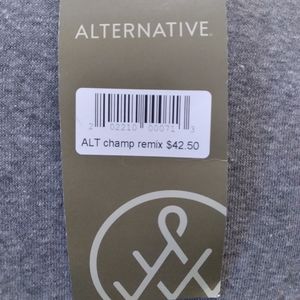 ALTERNATIVE
2 02210 00071 3
ALT champ remix $42.50